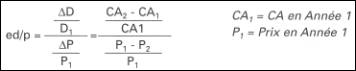 ed/p = ΔD / D₁ / ΔP / P₁ = CA₂ - CA₁ / CA1 / P₁ - P₂ / P₁
CA₁ = CA en Année 1
P₁ = Prix en Année 1